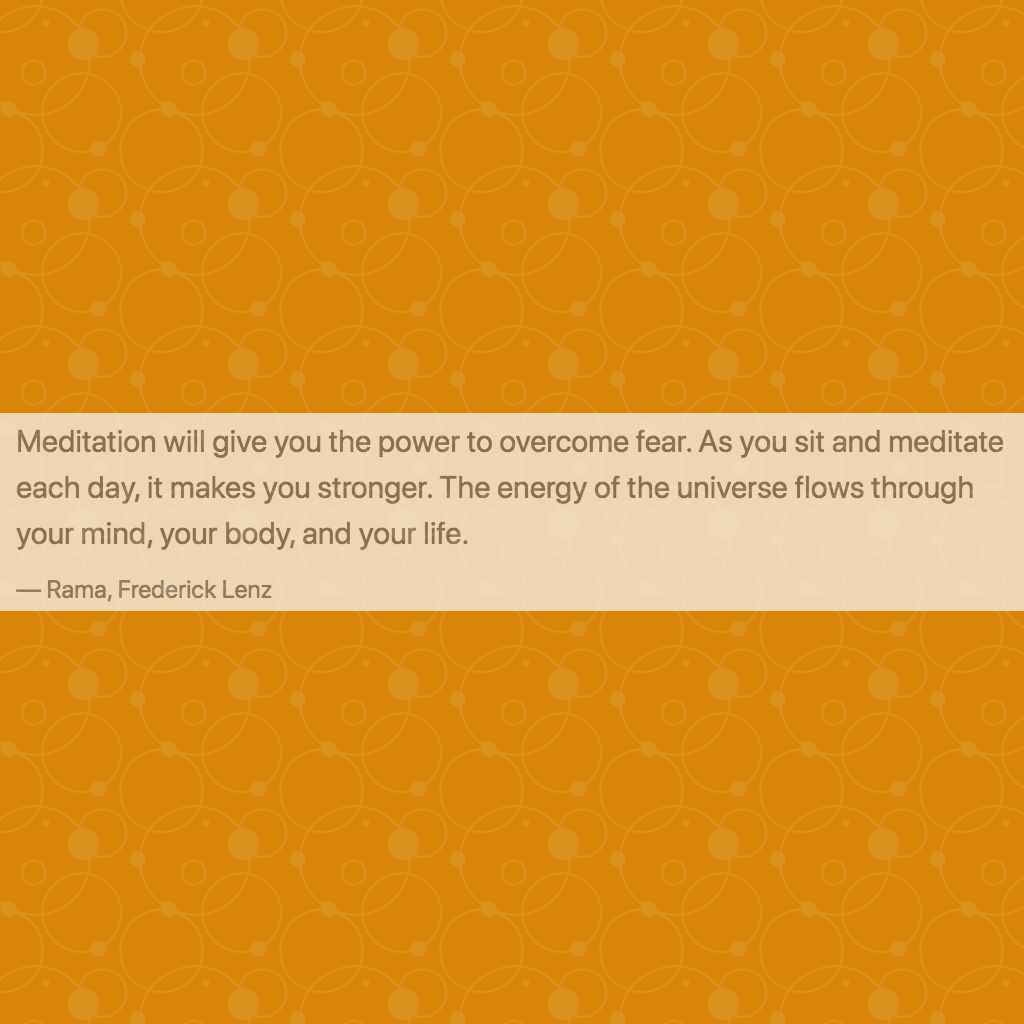 Meditation will give you the power to overcome fear. As you sit and meditate
each day, it makes you stronger. The energy of the universe flows through
your mind, your body, and your life.
— Rama, Frederick Lenz